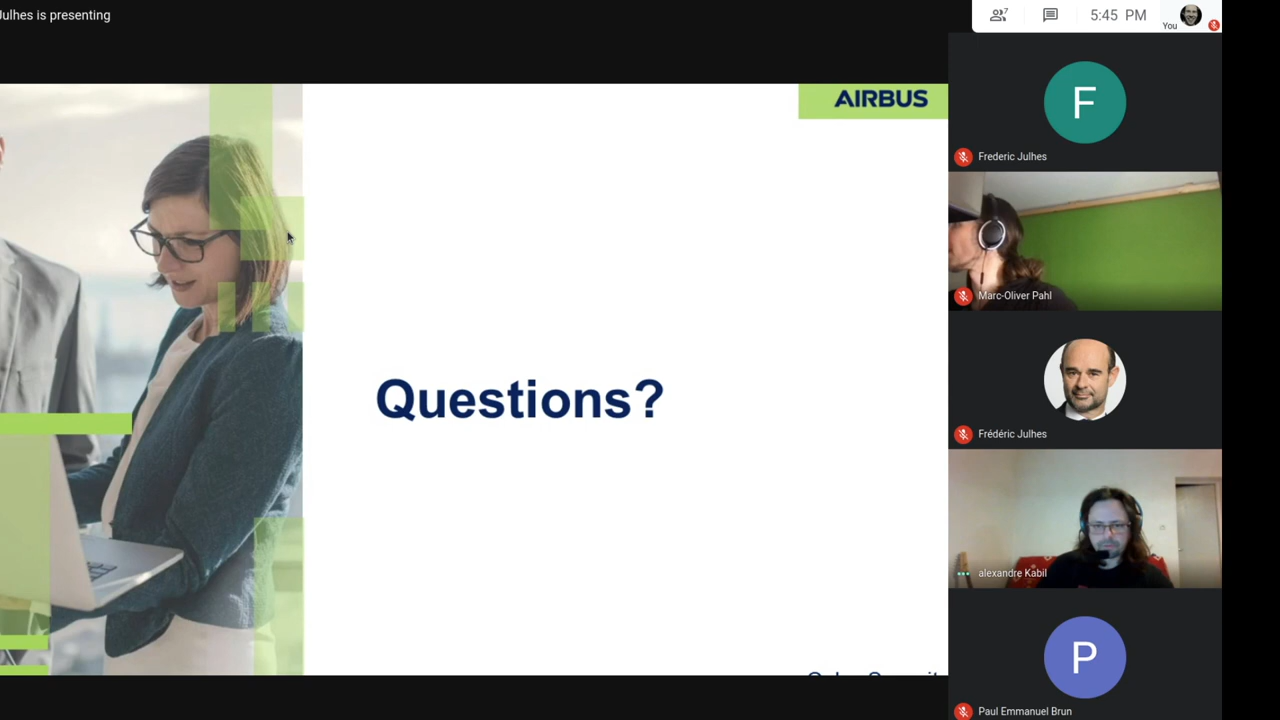 Julhes is presenting
7
5:45 PM
You
AIRBUS
F
Frederic Julhes
Marc-Oliver Pahl
Questions?
Frédéric Julhes
alexandre Kabil
P
Paul Emmanuel Brun